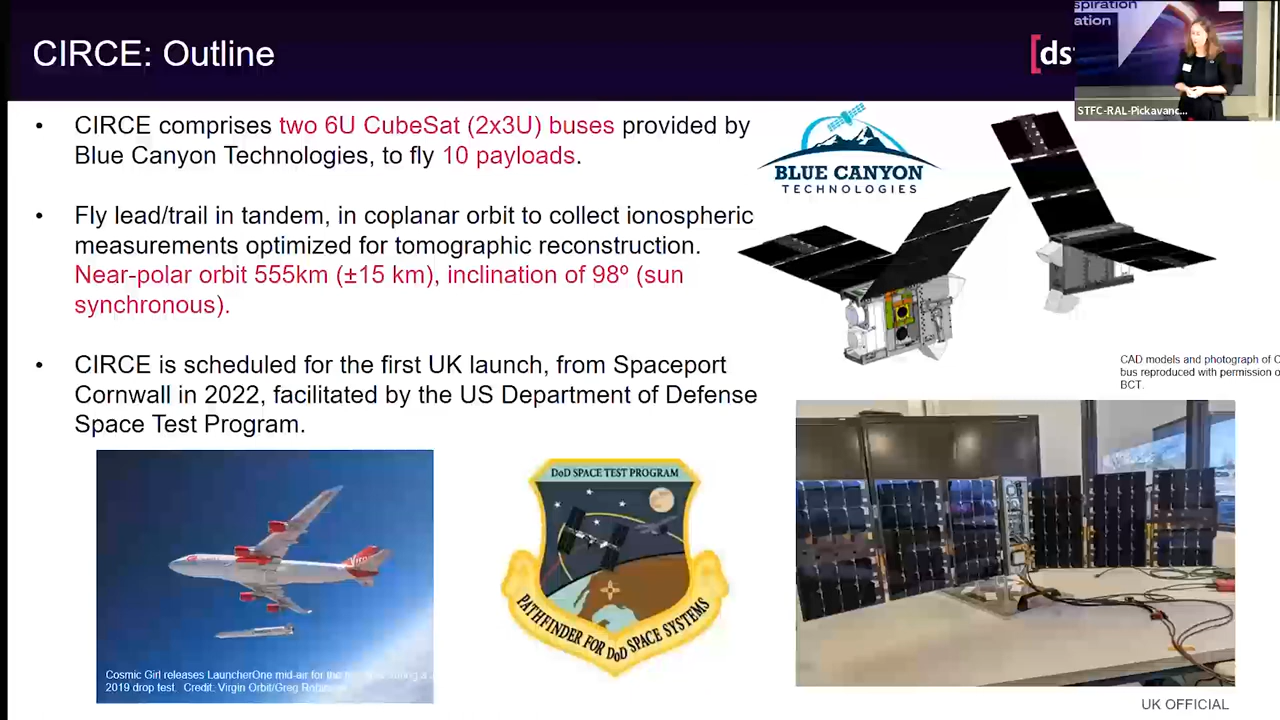 CIRCE: Outline
[ds
spiration
ation
STFC-RAL-Pickavanc...
• CIRCE comprises two 6U CubeSat (2x3U) buses provided by
Blue Canyon Technologies, to fly 10 payloads.
• Fly lead/trail in tandem, in coplanar orbit to collect ionospheric
measurements optimized for tomographic reconstruction.
Near-polar orbit 555km (±15 km), inclination of 98º (sun
synchronous).
• CIRCE is scheduled for the first UK launch, from Spaceport
Cornwall in 2022, facilitated by the US Department of Defense
Space Test Program.
BLUE CANYON
TECHNOLOGIES
CAD models and photograph of C
bus reproduced with permission o
BCT.
Cosmic Girl releases LauncherOne mid-air for the
2019 drop test. Credit: Virgin Orbit/Greg
DoD SPACE TEST PROGRAM
PATHFINDER FOR DoD SPACE SYSTEMS
UK OFFICIAL